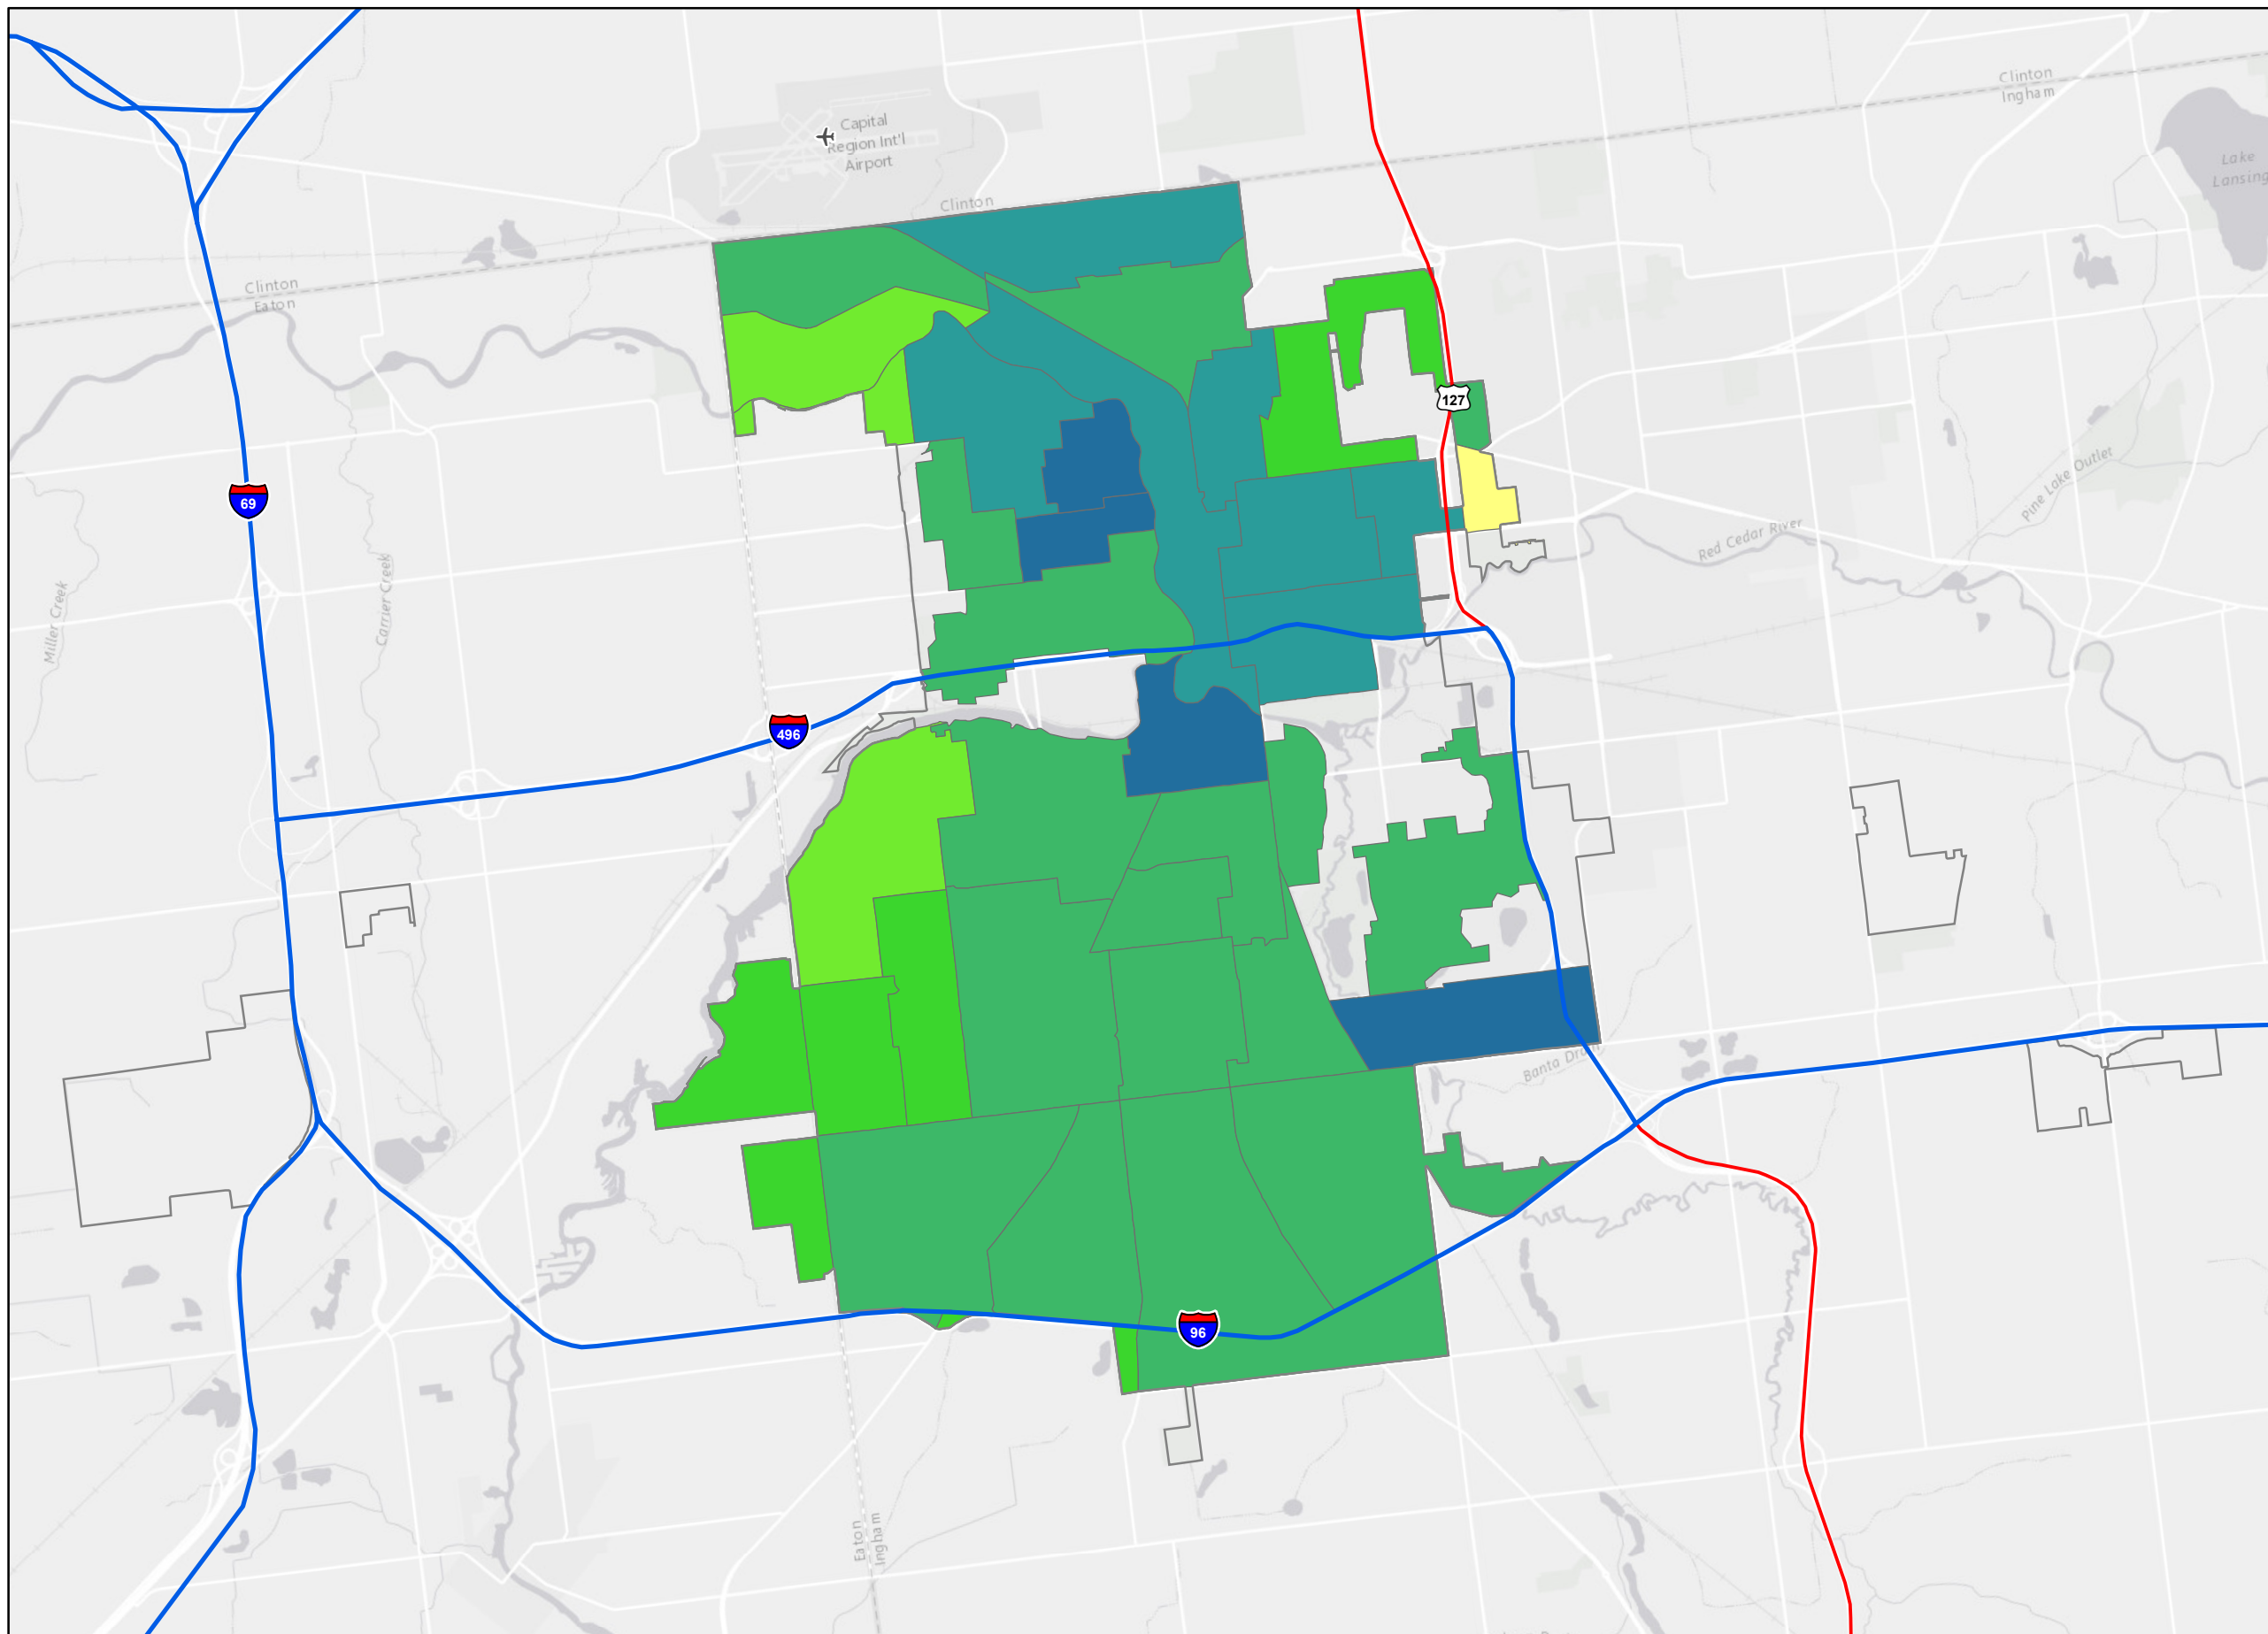 Clinton
Ingham
Capital
Region Int'l
Airport
Lake
Lansing
Clinton
Clinton
Eaton
127
Pine Lake Outlet
69
Red Cedar River
Miller Creek
Carrier Creek
496
Banta Drain
96
Eaton
Ingham